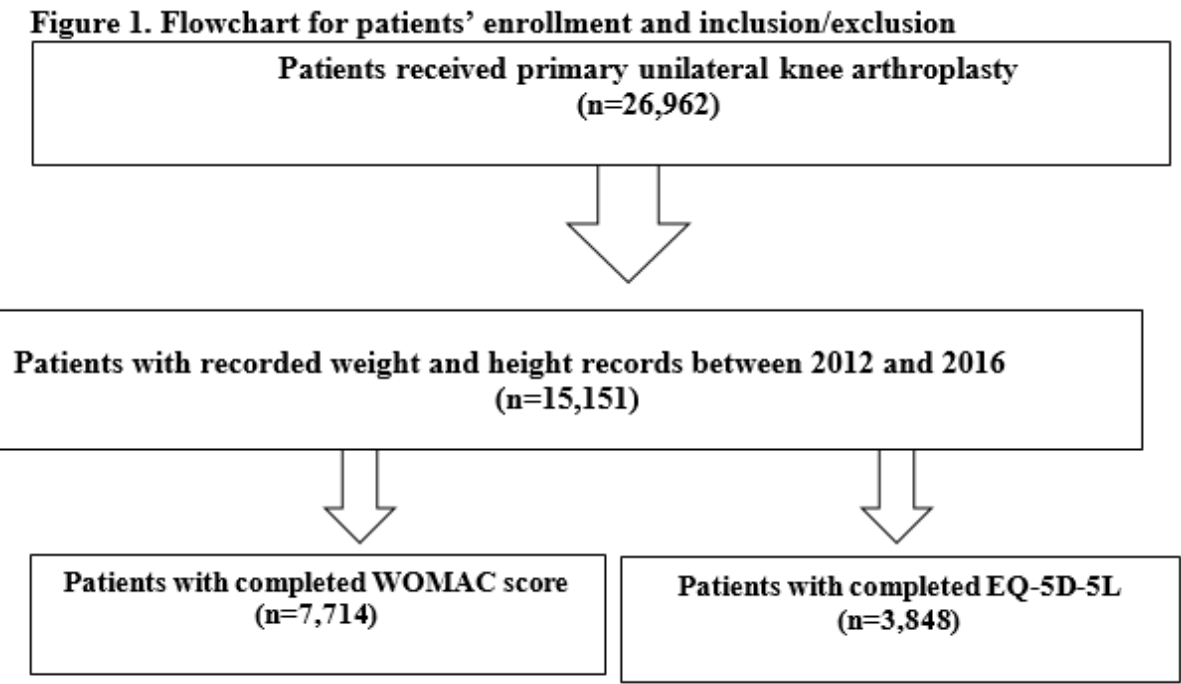 Figure 1. Flowchart for patients’ enrollment and inclusion/exclusion
Patients received primary unilateral knee arthroplasty
(n=26,962)
Patients with recorded weight and height records between 2012 and 2016
(n=15,151)
Patients with completed WOMAC score
(n=7,714)
Patients with completed EQ-5D-5L
(n=3,848)